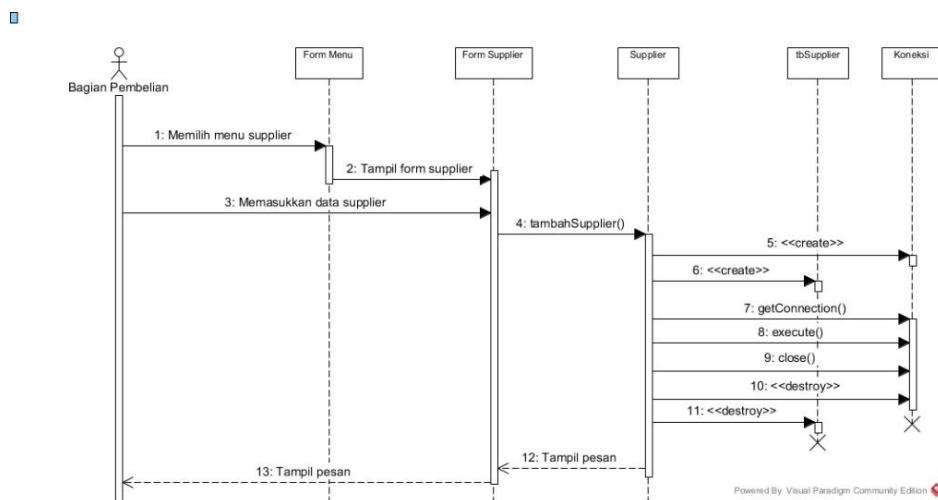 Form Menu
Form Supplier
Supplier
tbSupplier
Koneksi
Bagian Pembelian
1: Memilih menu supplier
2: Tampil form supplier
3: Memasukkan data supplier
4: tambahSupplier()
5: <<create>>
6: <<create>>
7: getConnection()
8: execute()
9: close()
10: <<destroy>>
11: <<destroy>>
12: Tampil pesan
13: Tampil pesan
Powered By Visual Paradigm Community Edition